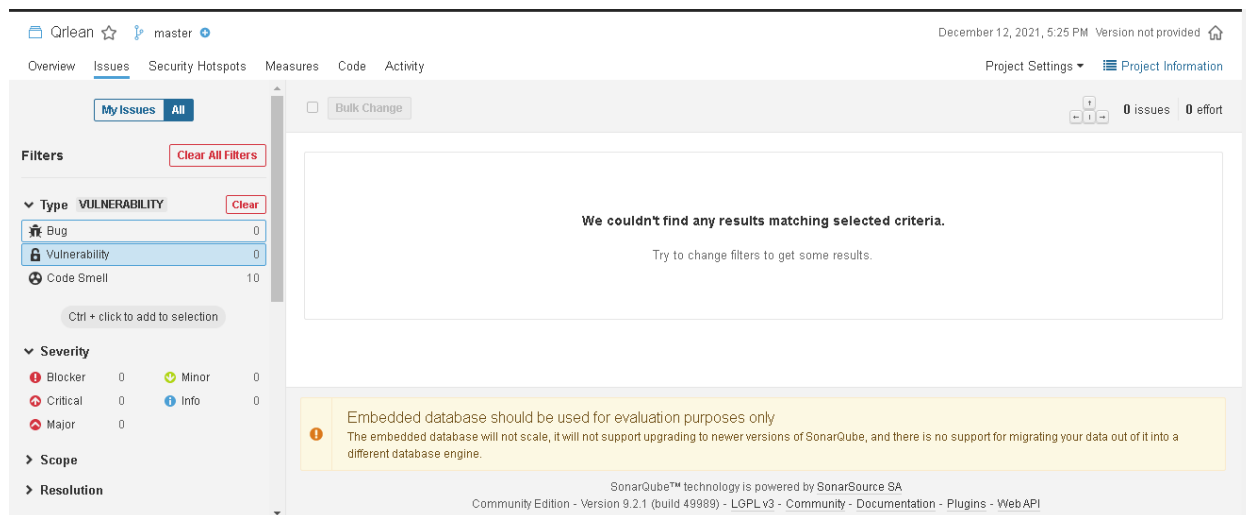 Qrlean master
December 12, 2021, 5:25 PM Version not provided
Overview Issues Security Hotspots Measures Code Activity
Project Settings Project Information
My Issues All
Filters Clear All Filters
Type VULNERABILITY Clear
Bug 0
Vulnerability 0
Code Smell 10
Ctrl + click to add to selection
Severity
Blocker 0 Minor 0
Critical 0 Info 0
Major 0
Scope
Resolution
Bulk Change
0 issues 0 effort
We couldn't find any results matching selected criteria.
Try to change filters to get some results.
Embedded database should be used for evaluation purposes only
The embedded database will not scale, it will not support upgrading to newer versions of SonarQube, and there is no support for migrating your data out of it into a
different database engine.
SonarQube™ technology is powered by SonarSource SA
Community Edition - Version 9.2.1 (build 49989) - LGPL v3 - Community - Documentation - Plugins - Web API